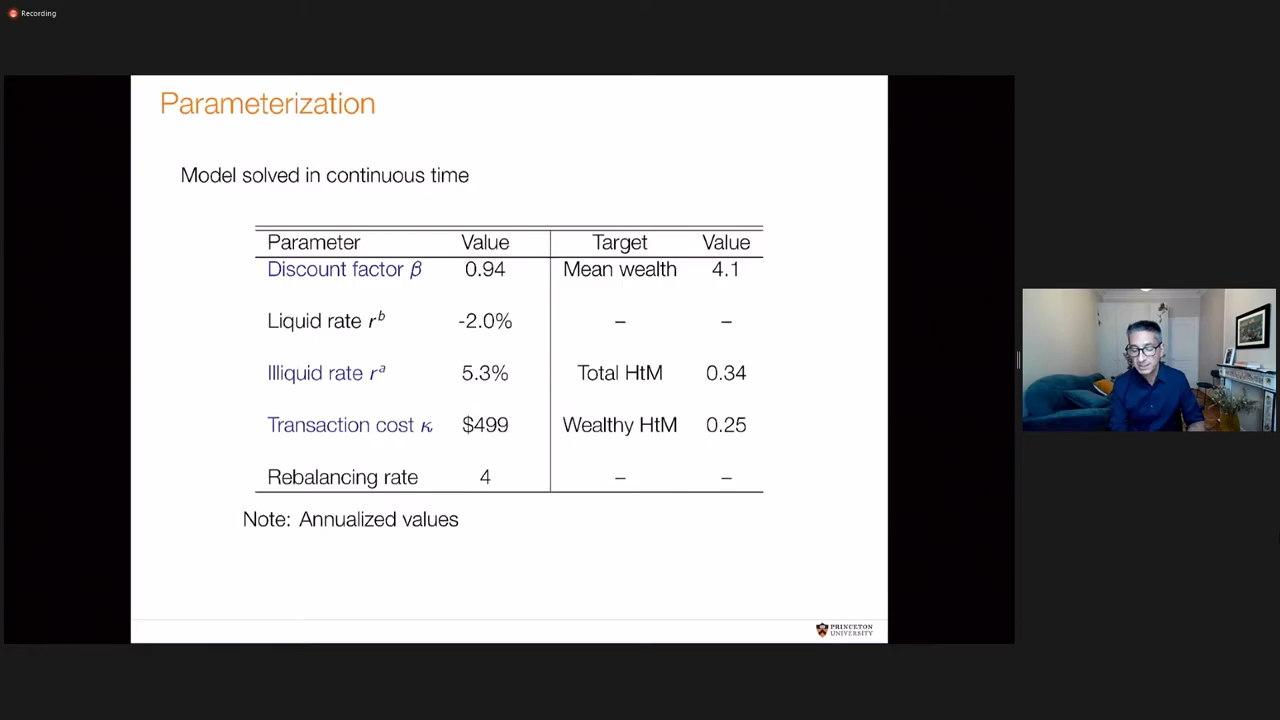 Recording
Parameterization
Model solved in continuous time
Parameter Value Target Value
Discount factor β 0.94 Mean wealth 4.1
Liquid rate r^b -2.0% – –
Illiquid rate r^a 5.3% Total HtM 0.34
Transaction cost κ $499 Wealthy HtM 0.25
Rebalancing rate 4 – –
Note: Annualized values
PRINCETON
UNIVERSITY